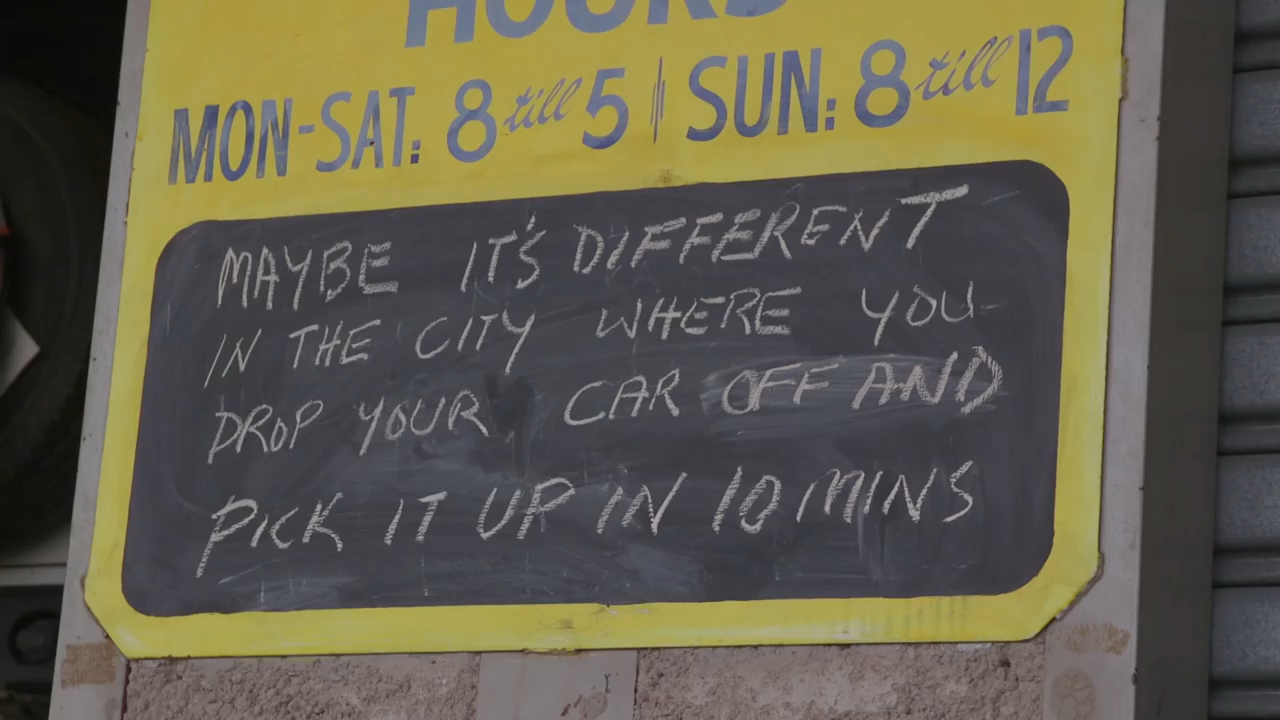 HOURS
MON-SAT: 8 till 5 | SUN: 8 till 12
MAYBE IT'S DIFFERENT
IN THE CITY WHERE YOU
DROP YOUR CAR OFF AND
PICK IT UP IN 10 MINS